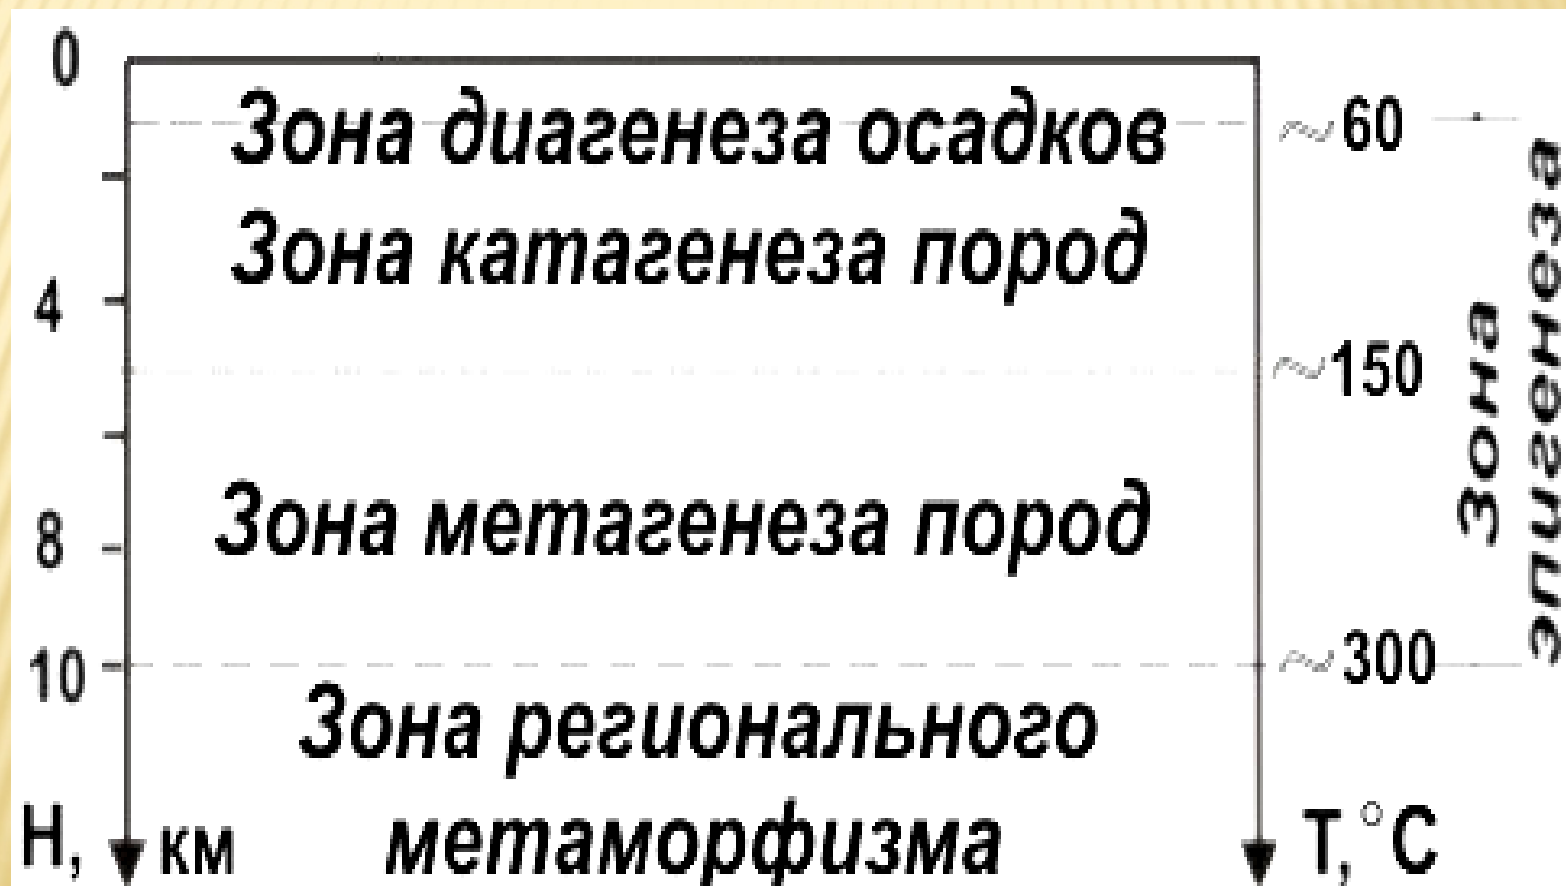 0
Зона диагенеза осадков
~60
Зона катагенеза пород
4
~150
Зона метагенеза пород
8
10
~300
Зона регионального
метаморфизма
Н, км
Т, °С
Зона
эпигенеза